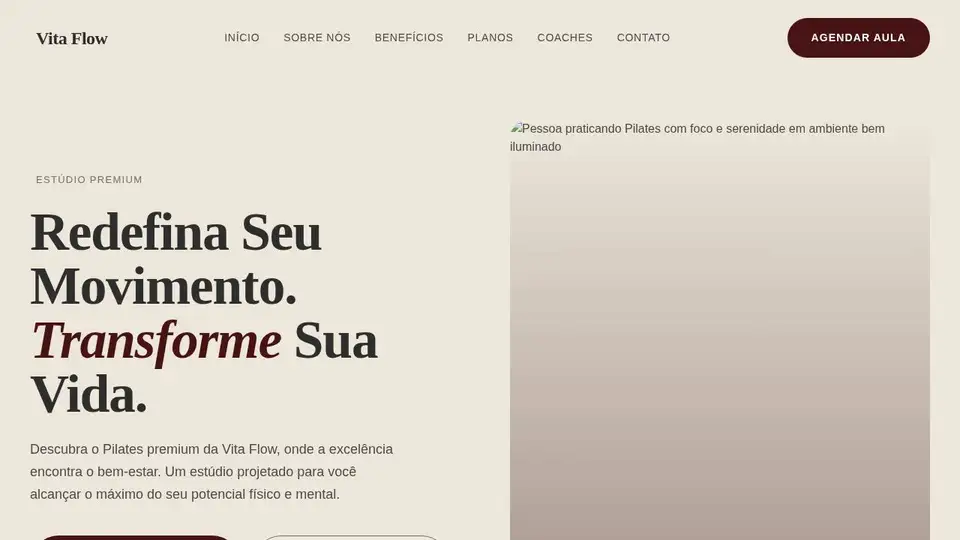 Vita Flow
INÍCIO
SOBRE NÓS
BENEFÍCIOS
PLANOS
COACHES
CONTATO
AGENDAR AULA
Pessoa praticando Pilates com foco e serenidade em ambiente bem
iluminado
ESTÚDIO PREMIUM
Redefina Seu
Movimento.
Transforme Sua
Vida.
Descubra o Pilates premium da Vita Flow, onde a excelência
encontra o bem-estar. Um estúdio projetado para você
alcançar o máximo do seu potencial físico e mental.